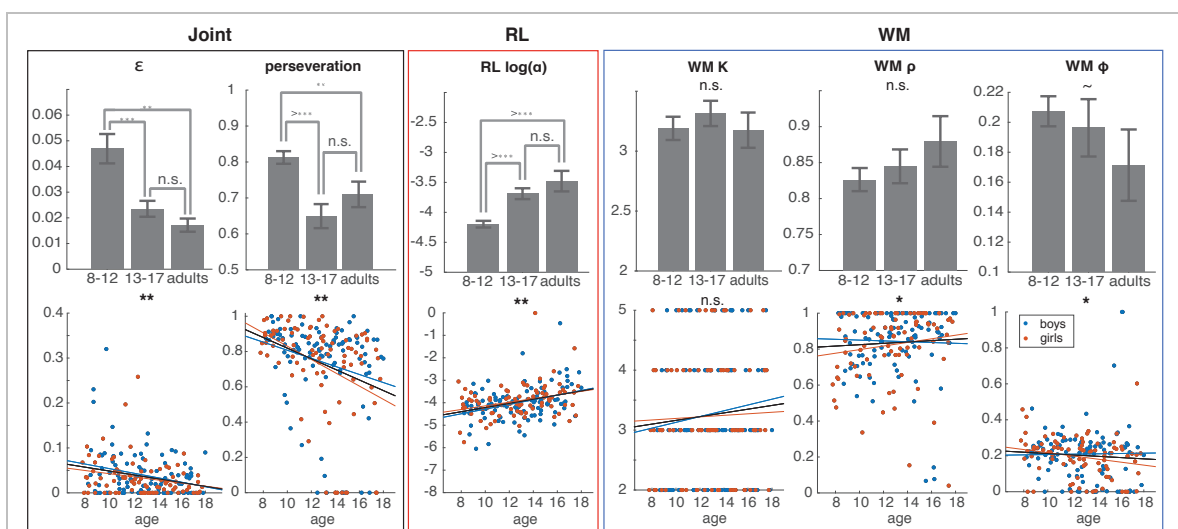 Joint RL WM
ε perseveration RL log(α) WM K WM ρ WM ϕ
n.s. n.s. ~
0.06 0.05 0.04 0.03 0.02 0.01 0
** *** n.s.
8-12 13-17 adults
1 0.9 0.8 0.7 0.6 0.5
** >*** n.s.
8-12 13-17 adults
-2.5 -3 -3.5 -4 -4.5 -5
>*** >*** n.s.
8-12 13-17 adults
3.5 3 2.5 2
8-12 13-17 adults
0.9 0.85 0.8 0.75 0.7
8-12 13-17 adults
0.22 0.2 0.18 0.16 0.14 0.12 0.1
8-12 13-17 adults
** ** ** n.s. * *
0.4 0.3 0.2 0.1 0
8 10 12 14 16 18
age
1 0.8 0.6 0.4 0.2 0
8 10 12 14 16 18
age
0 -1 -2 -3 -4 -5 -6 -7 -8
8 10 12 14 16 18
age
5 4 3 2
8 10 12 14 16 18
age
1 0.8 0.6 0.4 0.2 0
8 10 12 14 16 18
age
1 0.8 0.6 0.4 0.2 0
boys
girls
8 10 12 14 16 18
age